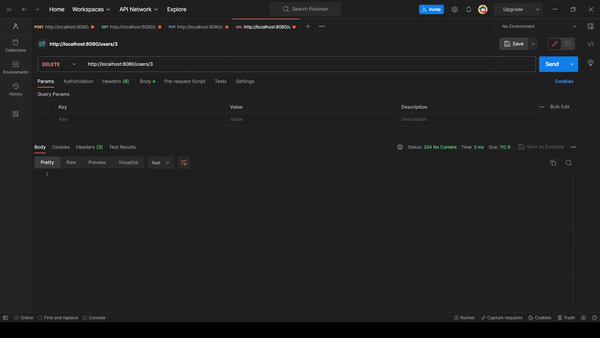 Home Workspaces API Network Explore Search Postman Invite Upgrade
POST http://localhost:8080/ GET http://localhost:8080/u PUT http://localhost:8080/u DEL http://localhost:8080/u No Environment
http://localhost:8080/users/3 Save
DELETE http://localhost:8080/users/3 Send
Params Authorization Headers (8) Body Pre-request Script Tests Settings Cookies
Query Params
Key Value Description Bulk Edit
Key Value Description
Collections
Environments
History
Body Cookies Headers (3) Test Results Status: 204 No Content Time: 5 ms Size: 112 B Save as Example
Pretty Raw Preview Visualize Text
1
Online Find and replace Console Runner Capture requests Cookies Trash